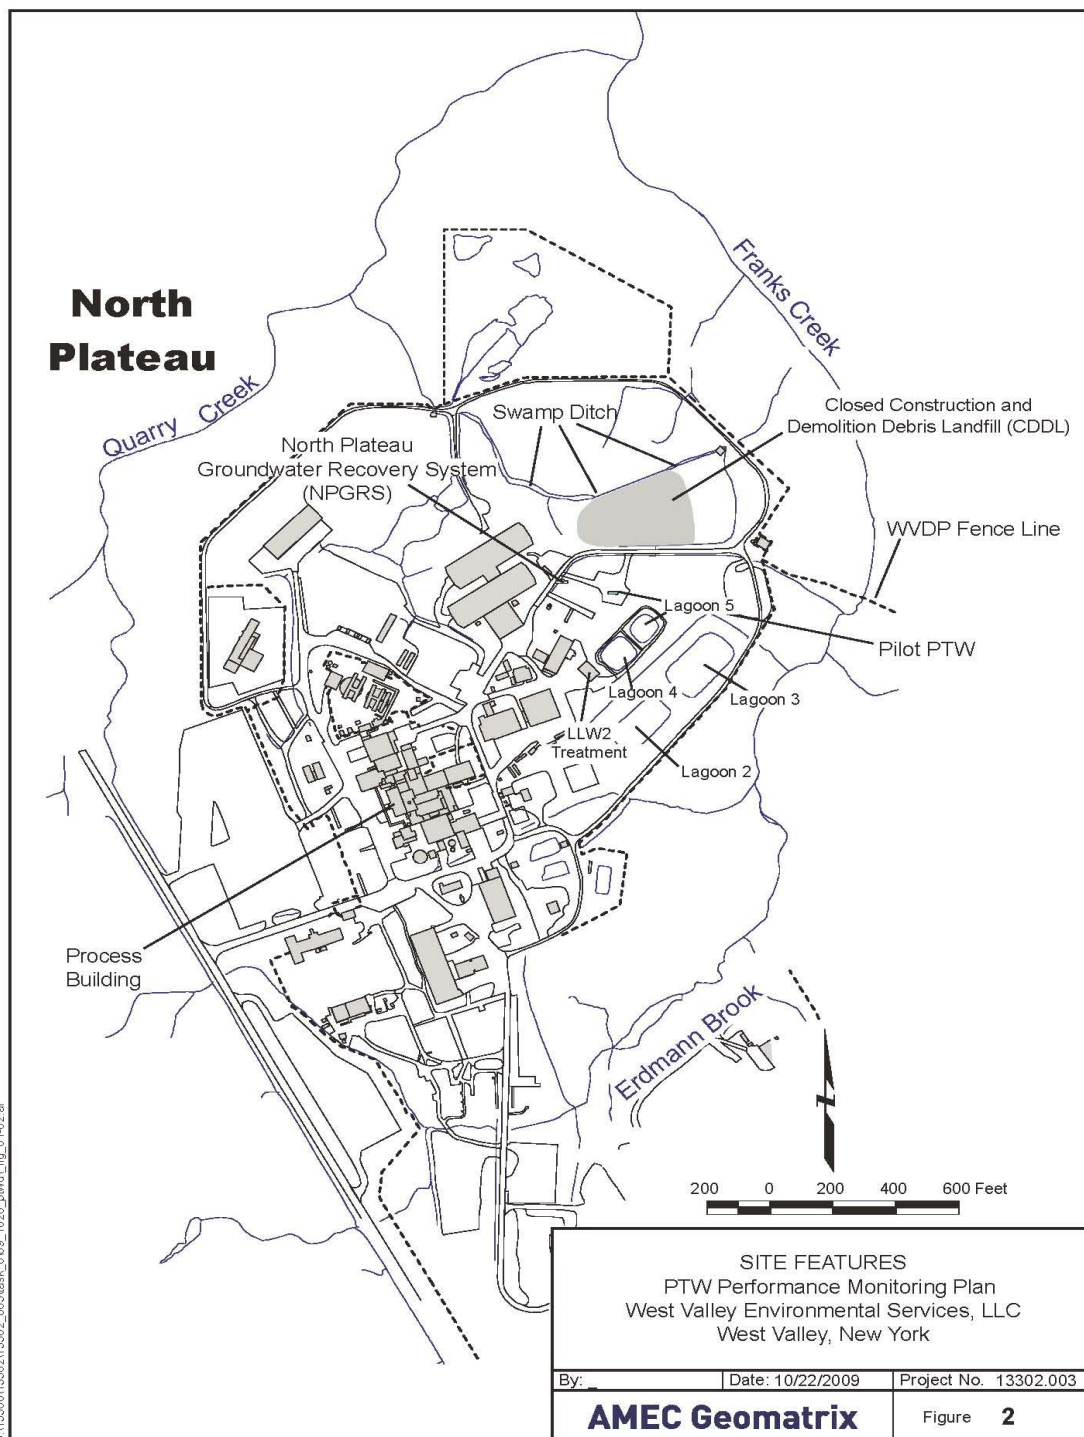 North
Plateau
Quarry Creek
Franks Creek
Swamp Ditch
Closed Construction and
Demolition Debris Landfill (CDDL)
North Plateau
Groundwater Recovery System
(NPGRS)
WVDP Fence Line
Lagoon 5
Pilot PTW
Lagoon 4
Lagoon 3
LLW2
Treatment
Lagoon 2
Process
Building
Erdmann Brook
200 0 200 400 600 Feet
SITE FEATURES
PTW Performance Monitoring Plan
West Valley Environmental Services, LLC
West Valley, New York
By: _
Date: 10/22/2009
Project No. 13302.003
AMEC Geomatrix
Figure 2